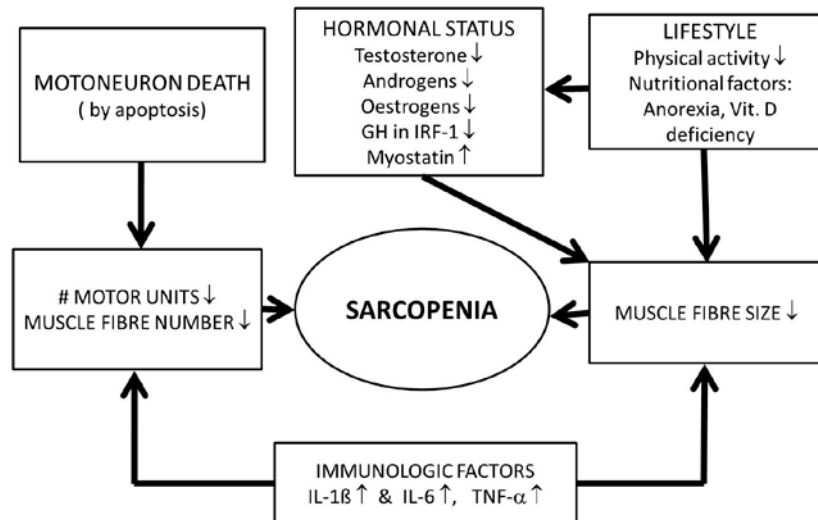 MOTONEURON DEATH
( by apoptosis)
HORMONAL STATUS
Testosterone ↓
Androgens ↓
Oestrogens ↓
GH in IRF-1 ↓
Myostatin ↑
LIFESTYLE
Physical activity ↓
Nutritional factors:
Anorexia, Vit. D
deficiency
# MOTOR UNITS ↓
MUSCLE FIBRE NUMBER ↓
SARCOPENIA
MUSCLE FIBRE SIZE ↓
IMMUNOLOGIC FACTORS
IL-1ß ↑ & IL-6 ↑, TNF-α ↑